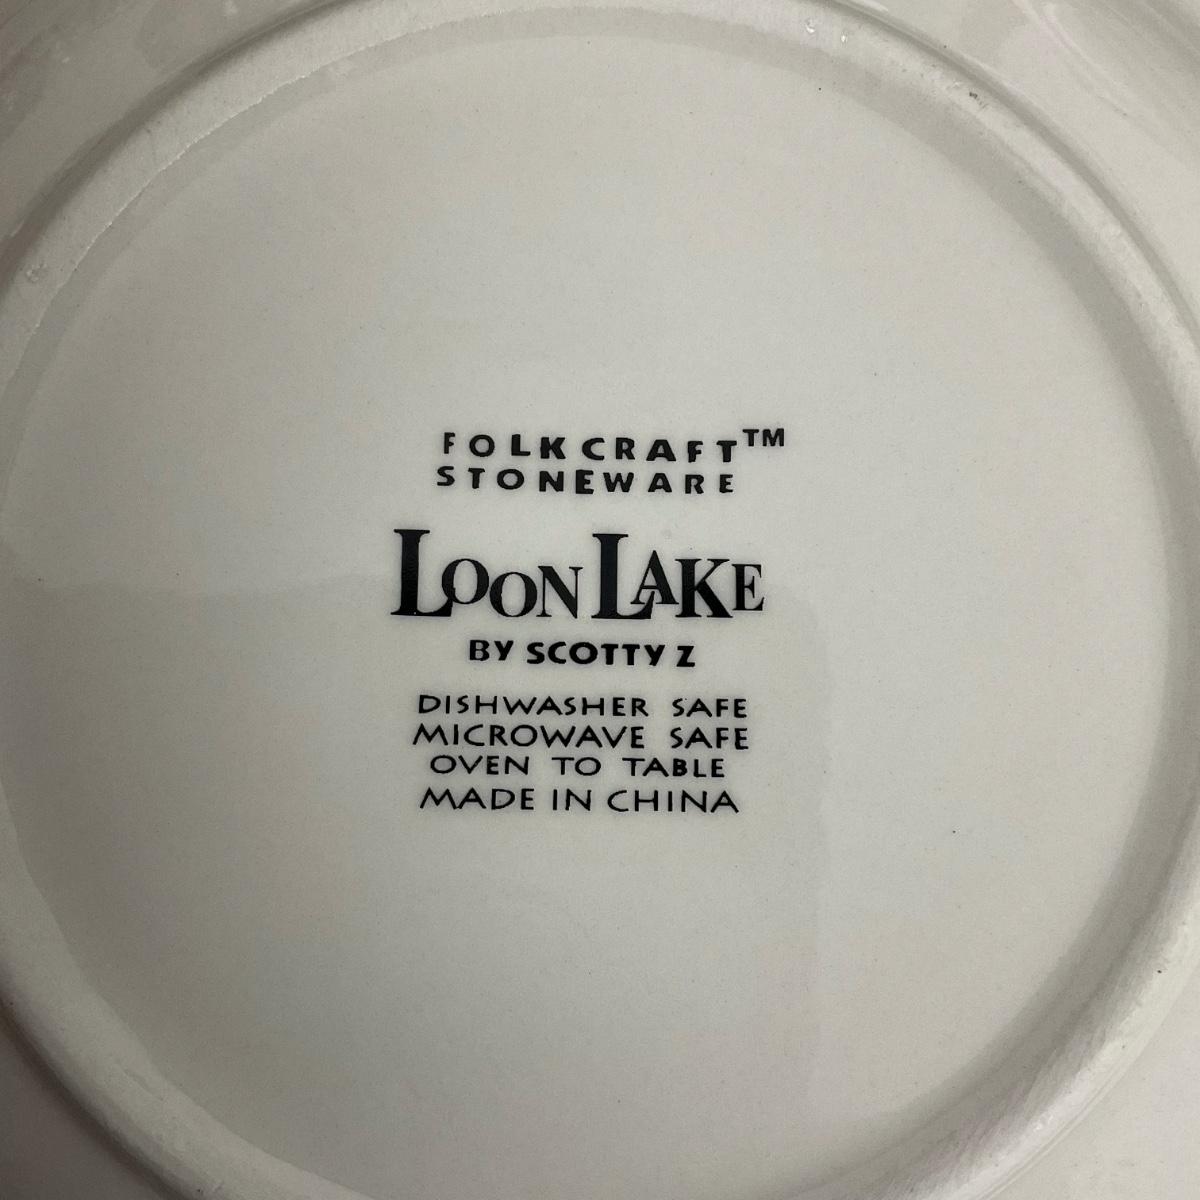 FOLKCRAFT™
STONEWARE
LOON LAKE
BY SCOTTY Z
DISHWASHER SAFE
MICROWAVE SAFE
OVEN TO TABLE
MADE IN CHINA